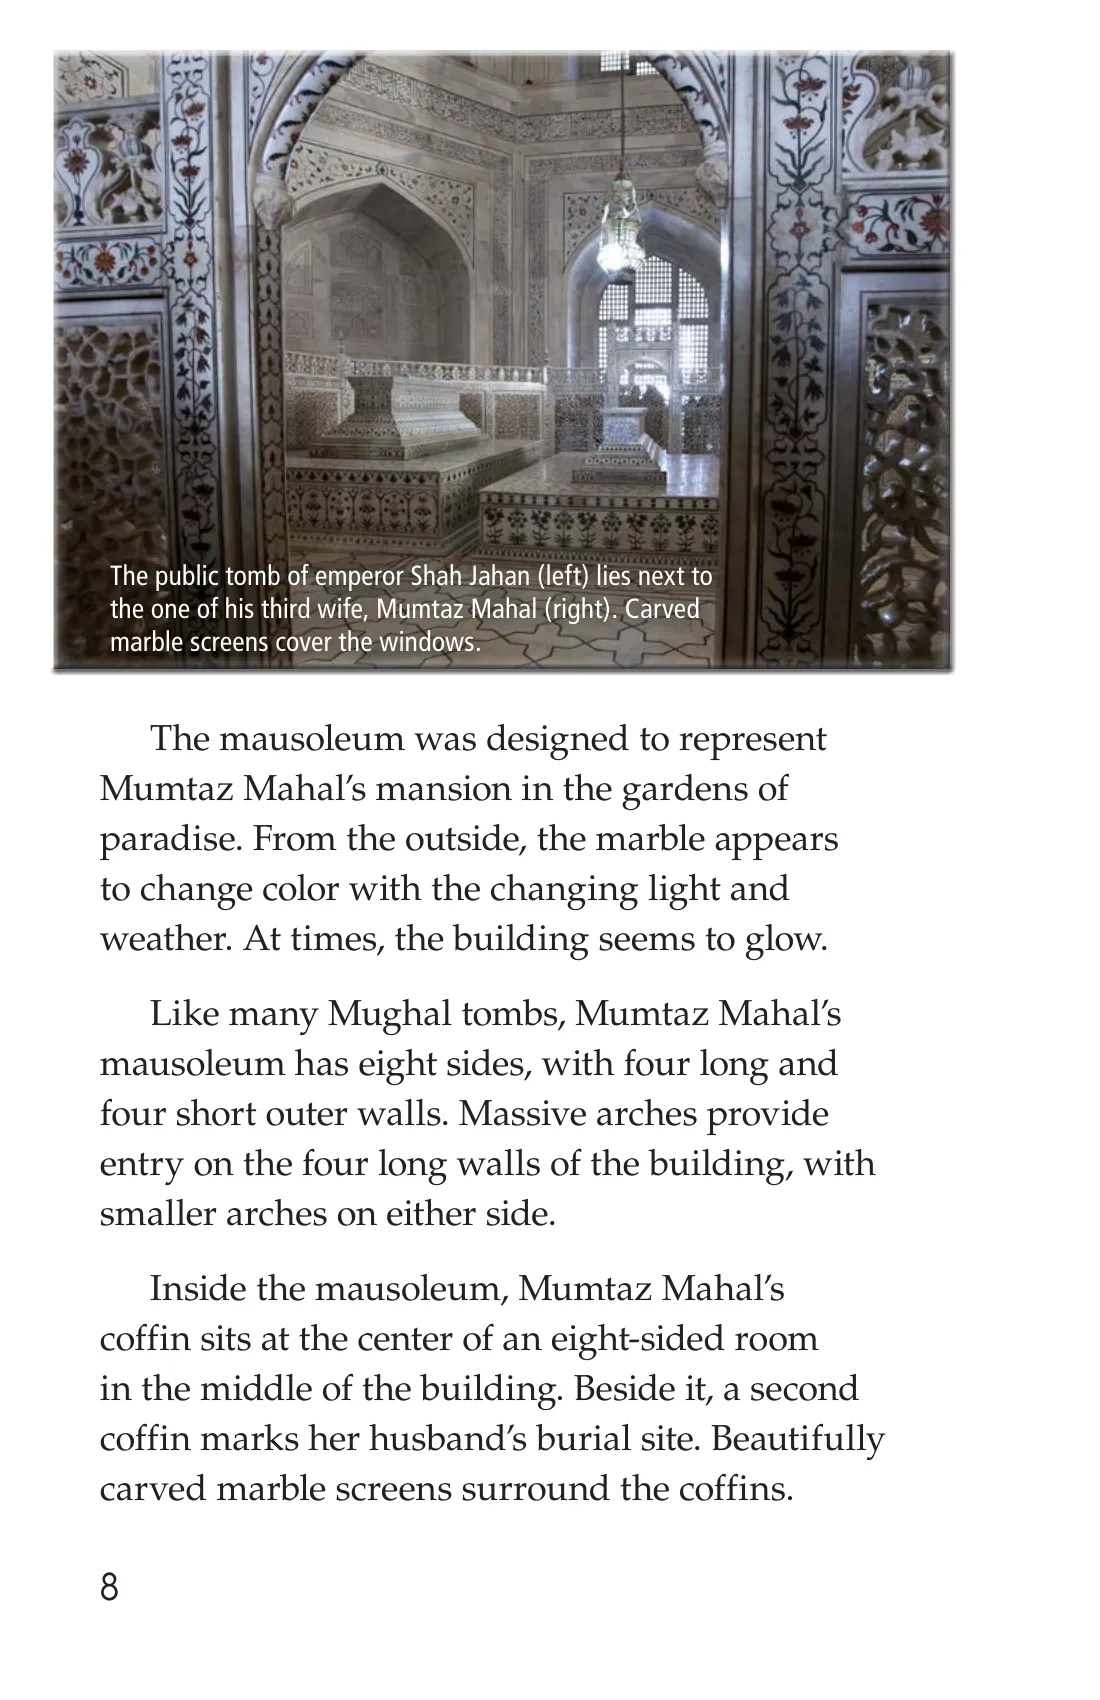 The public tomb of emperor Shah Jahan (left) lies next to
the one of his third wife, Mumtaz Mahal (right). Carved
marble screens cover the windows.
The mausoleum was designed to represent
Mumtaz Mahal’s mansion in the gardens of
paradise. From the outside, the marble appears
to change color with the changing light and
weather. At times, the building seems to glow.
Like many Mughal tombs, Mumtaz Mahal’s
mausoleum has eight sides, with four long and
four short outer walls. Massive arches provide
entry on the four long walls of the building, with
smaller arches on either side.
Inside the mausoleum, Mumtaz Mahal’s
coffin sits at the center of an eight-sided room
in the middle of the building. Beside it, a second
coffin marks her husband’s burial site. Beautifully
carved marble screens surround the coffins.
8